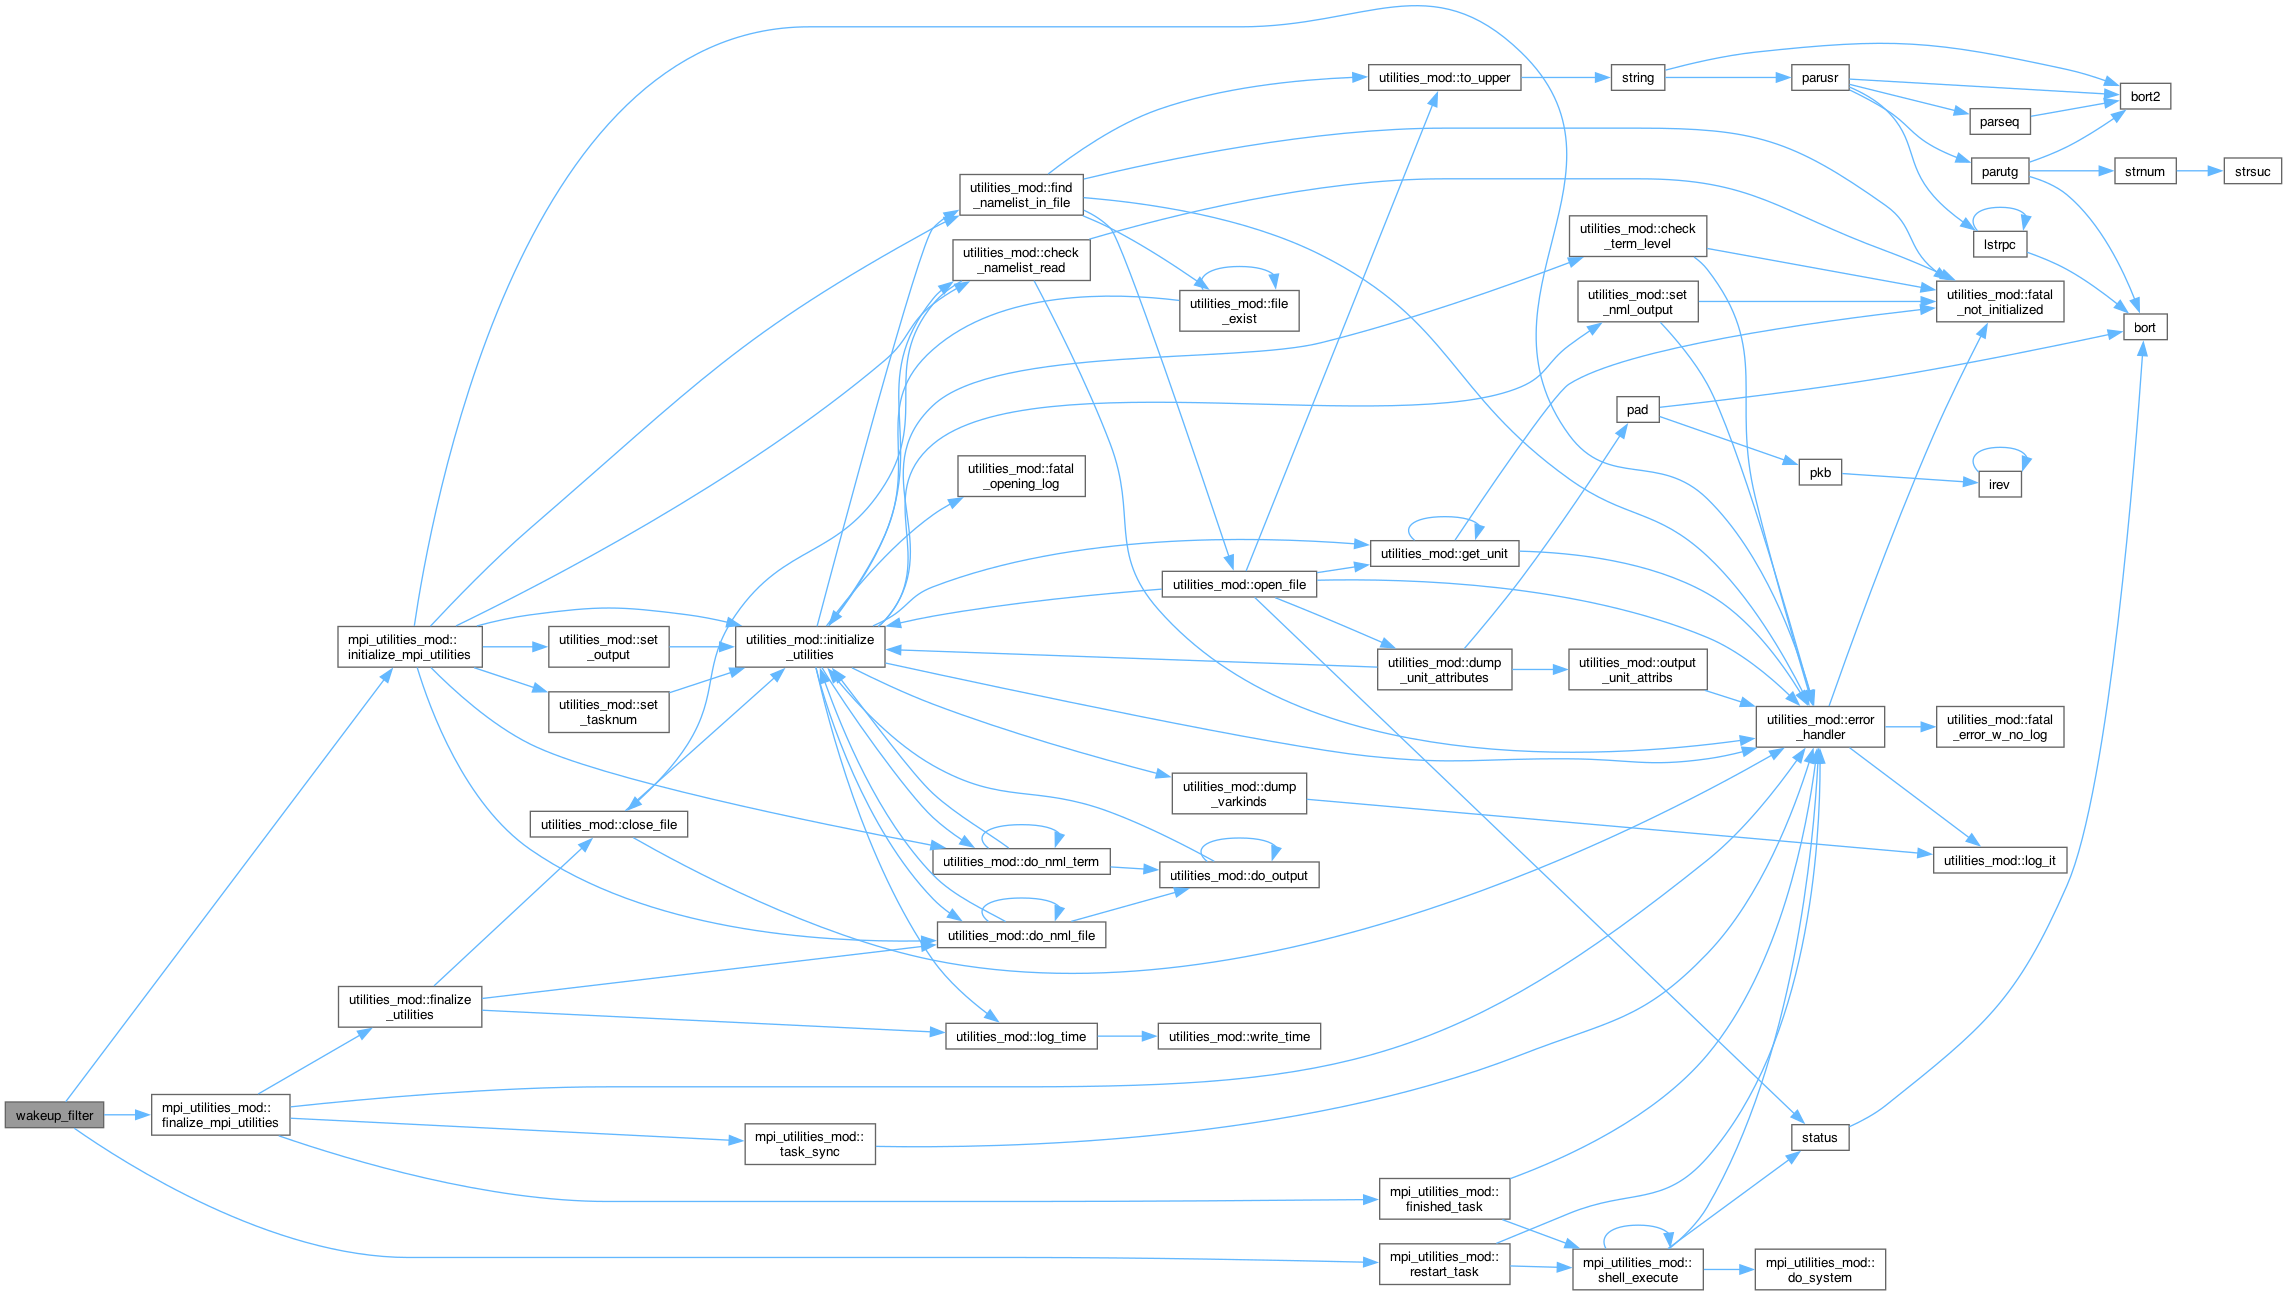 utilities_mod::to_upper
string
parusr
bort2
parseq
parutg
strnum
strsuc
utilities_mod::find
_namelist_in_file
utilities_mod::check
_term_level
lstrpc
utilities_mod::check
_namelist_read
utilities_mod::file
_exist
utilities_mod::set
_nml_output
utilities_mod::fatal
_not_initialized
bort
pad
utilities_mod::fatal
_opening_log
pkb
irev
utilities_mod::get_unit
utilities_mod::open_file
mpi_utilities_mod::
initialize_mpi_utilities
utilities_mod::set
_output
utilities_mod::initialize
_utilities
utilities_mod::dump
_unit_attributes
utilities_mod::output
_unit_attribs
utilities_mod::set
_tasknum
utilities_mod::error
_handler
utilities_mod::fatal
_error_w_no_log
utilities_mod::dump
_varkinds
utilities_mod::close_file
utilities_mod::do_nml_term
utilities_mod::do_output
utilities_mod::log_it
utilities_mod::do_nml_file
utilities_mod::finalize
_utilities
utilities_mod::log_time
utilities_mod::write_time
wakeup_filter
mpi_utilities_mod::
finalize_mpi_utilities
mpi_utilities_mod::
task_sync
status
mpi_utilities_mod::
finished_task
mpi_utilities_mod::
restart_task
mpi_utilities_mod::
shell_execute
mpi_utilities_mod::
do_system